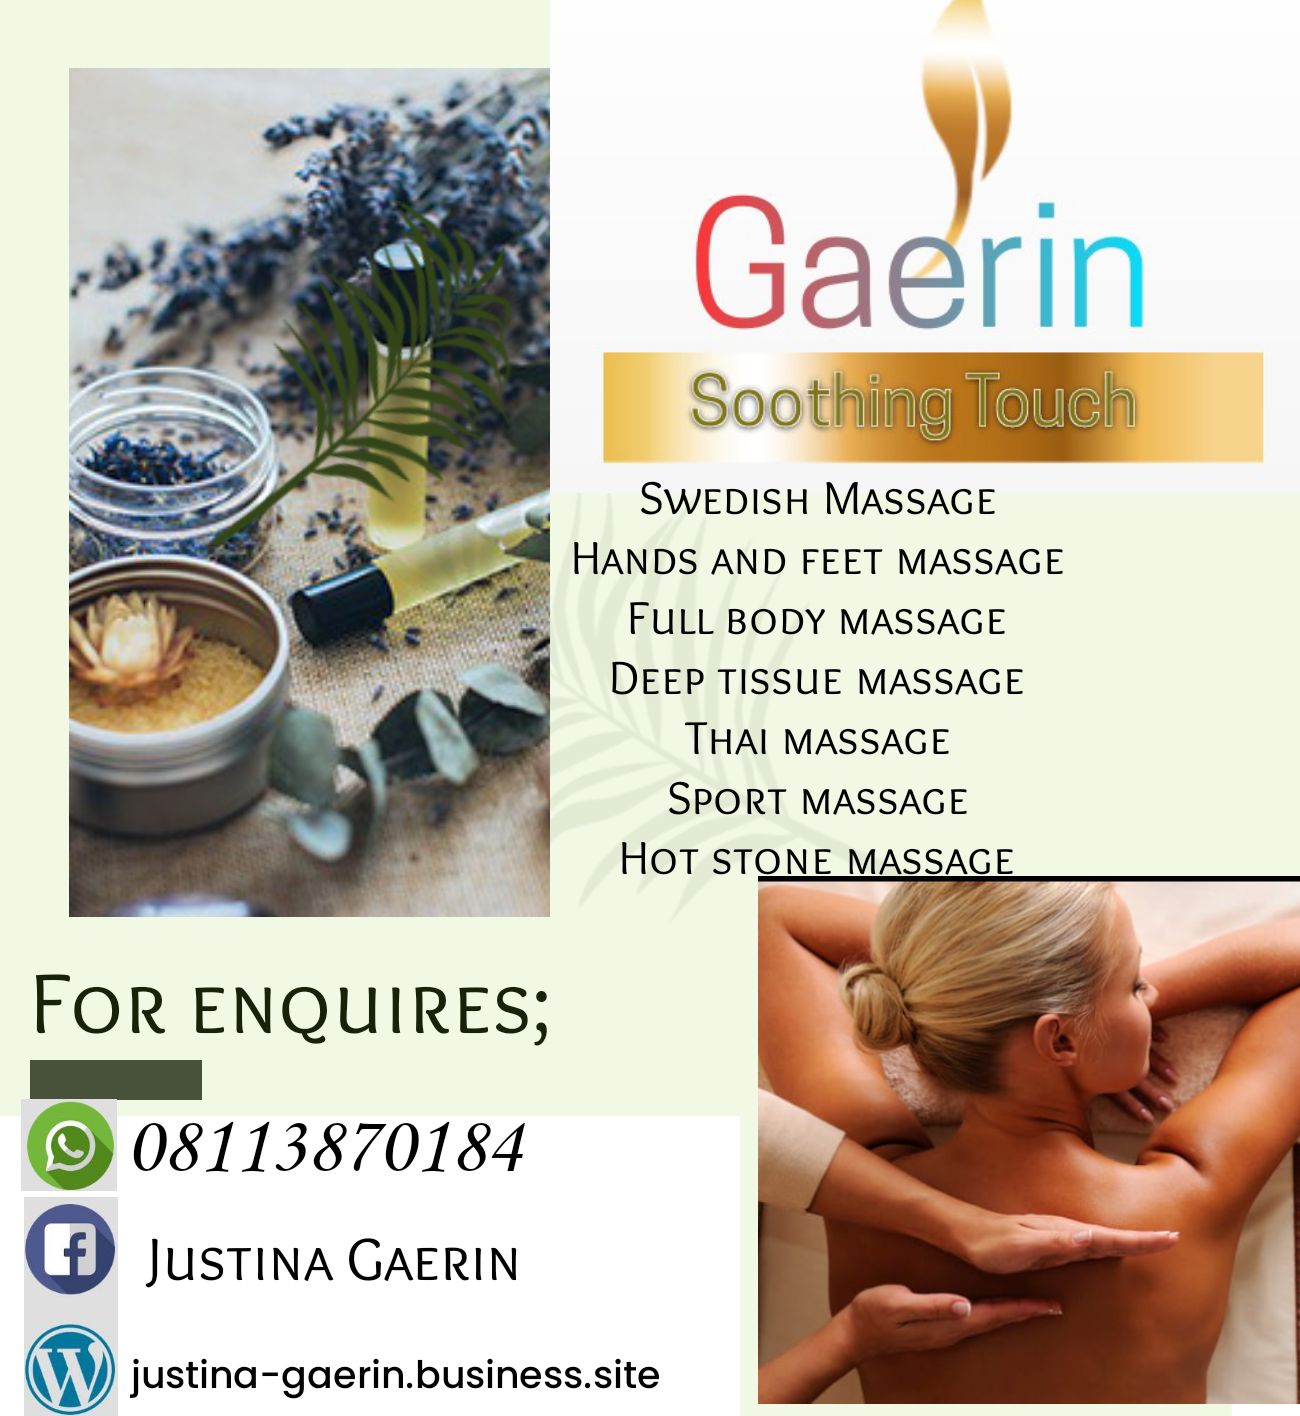 Gaerin
Soothing Touch
Swedish Massage
Hands and feet massage
Full body massage
Deep tissue massage
Thai massage
Sport massage
Hot stone massage
For enquires;
08113870184
Justina Gaerin
justina-gaerin.business.site